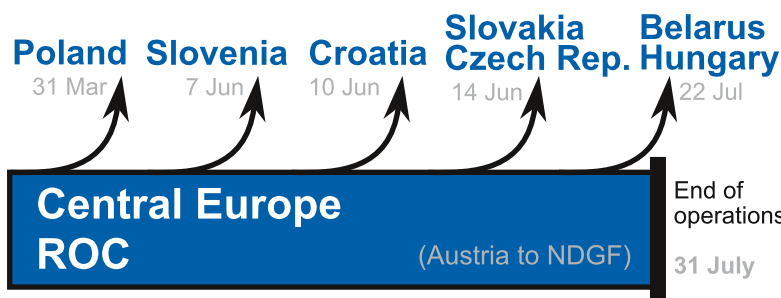 Poland
31 Mar
Slovenia
7 Jun
Croatia
10 Jun
Slovakia
Czech Rep.
14 Jun
Belarus
Hungary
22 Jul
Central Europe
ROC
(Austria to NDGF)
End of
operations
31 July